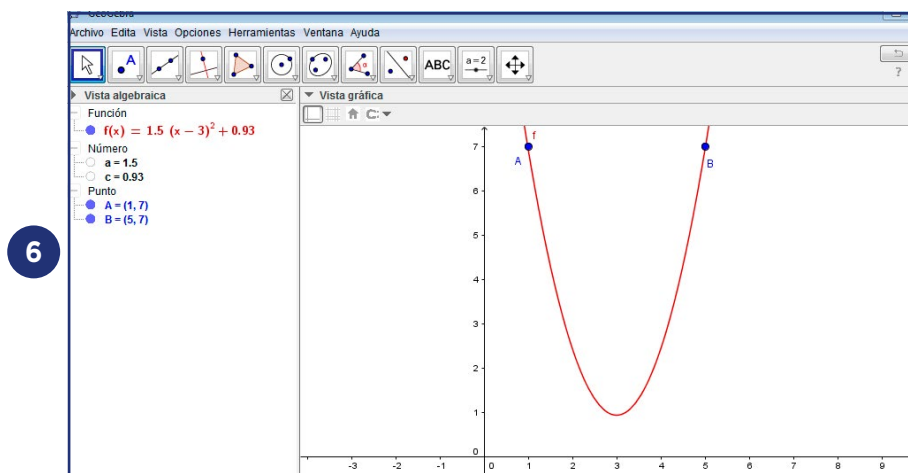 GeoGebra
Archivo Edita Vista Opciones Herramientas Ventana Ayuda
A
ABC
a=2
?
Vista algebraica
Función
f(x) = 1.5 (x − 3)² + 0.93
Número
a = 1.5
c = 0.93
Punto
A = (1, 7)
B = (5, 7)
6
Vista gráfica
f
A
B
7
6
5
4
3
2
1
0
-3 -2 -1 0 1 2 3 4 5 6 7 8 9